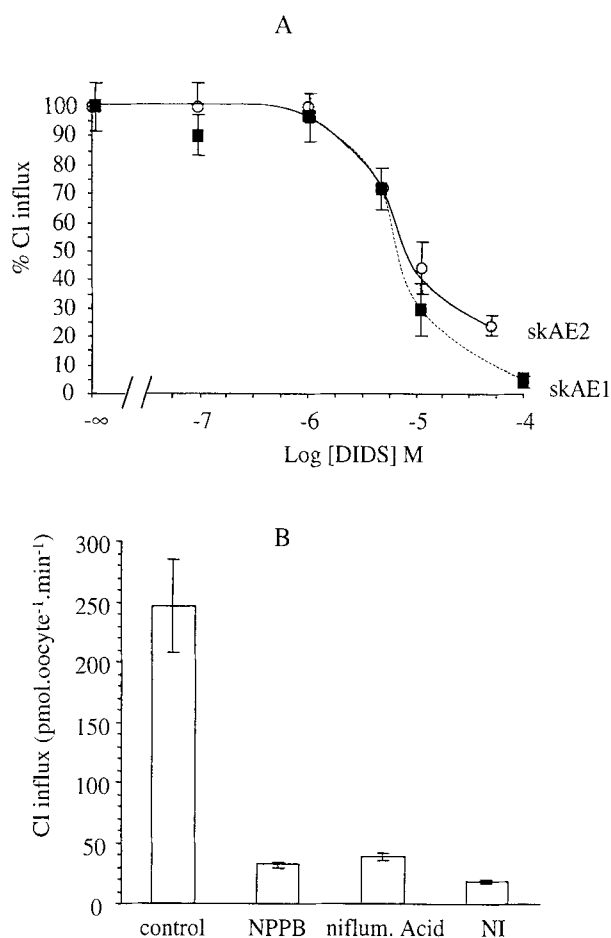 A
100
90
80
70
60
50
40
30
20
10
0
% Cl influx
skAE2
skAE1
-∞ -7 -6 -5 -4
Log [DIDS] M
B
300
250
200
150
100
50
0
Cl influx (pmol.oocyte⁻¹.min⁻¹)
control NPPB niflum. Acid NI